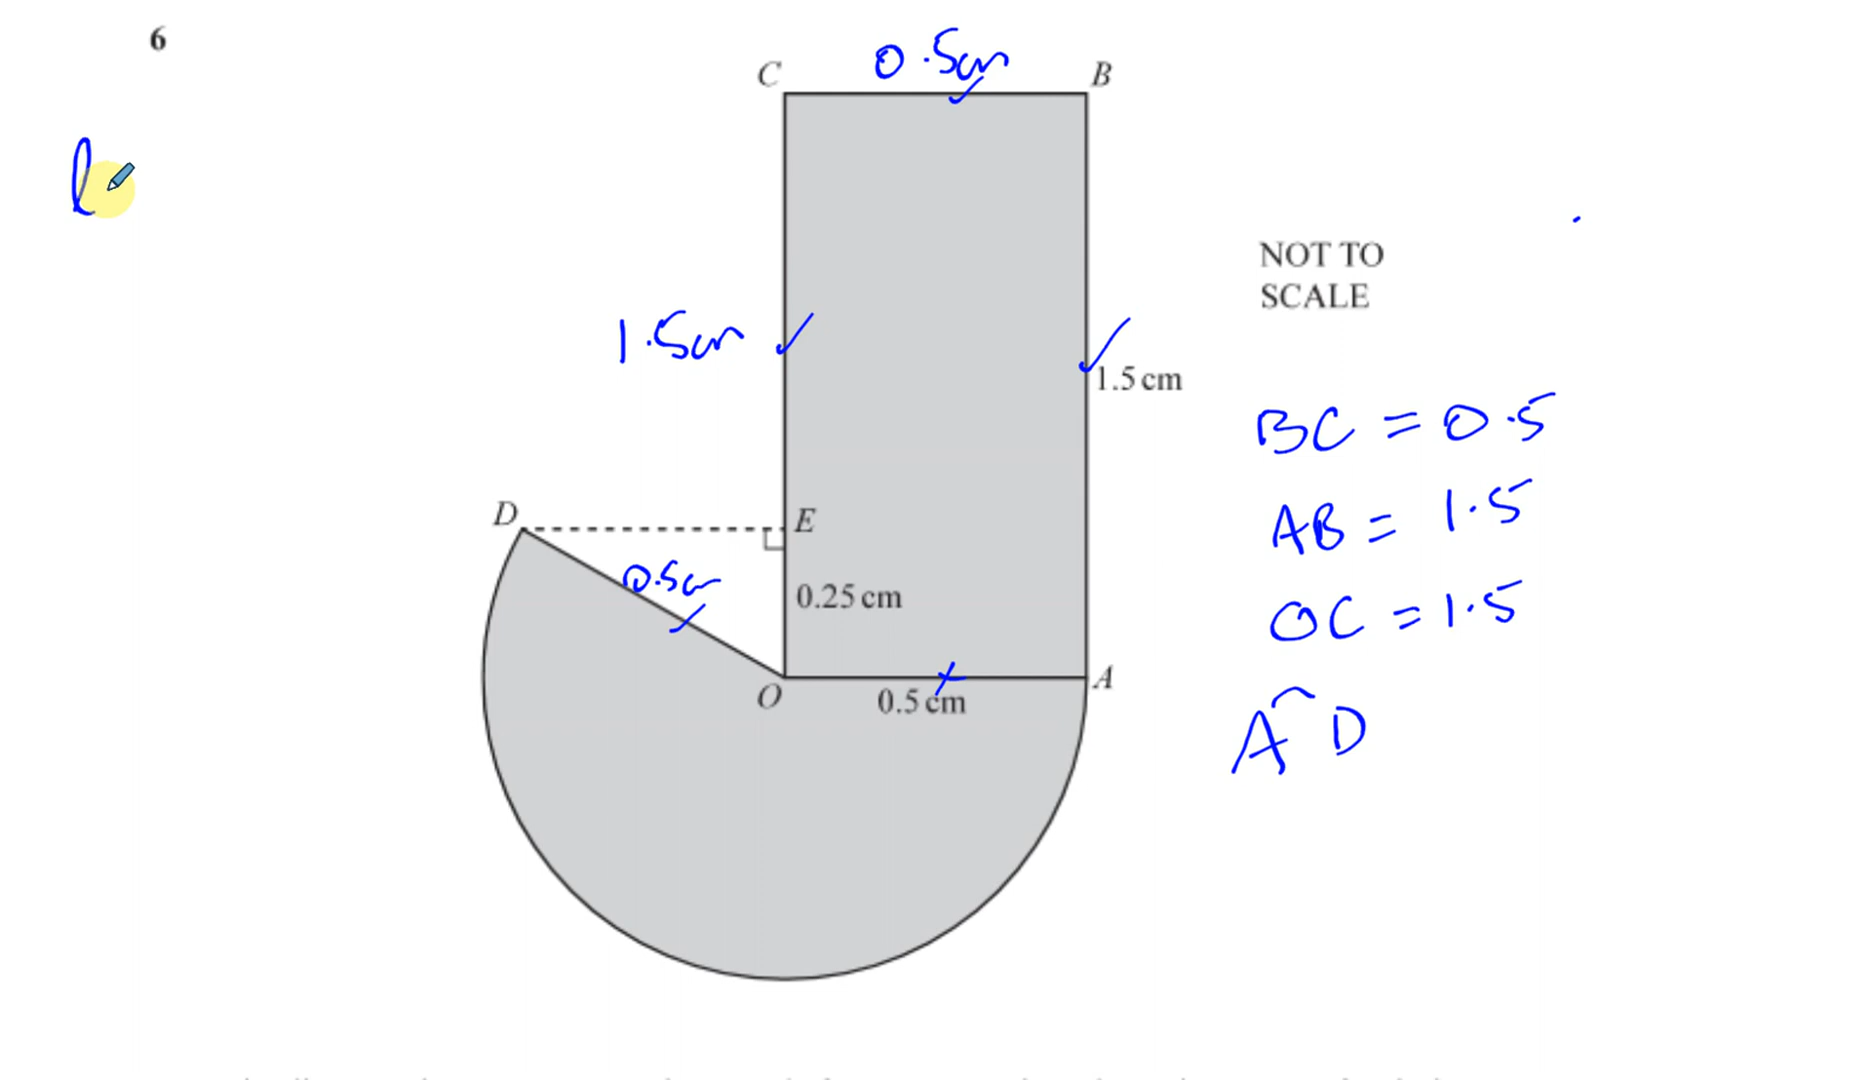 6
C
0.5cm
B
l
NOT TO
SCALE
1.5cm
1.5 cm
BC = 0.5
AB = 1.5
OC = 1.5
D
E
0.5cm
0.25 cm
O
0.5 cm
A
A⌢D